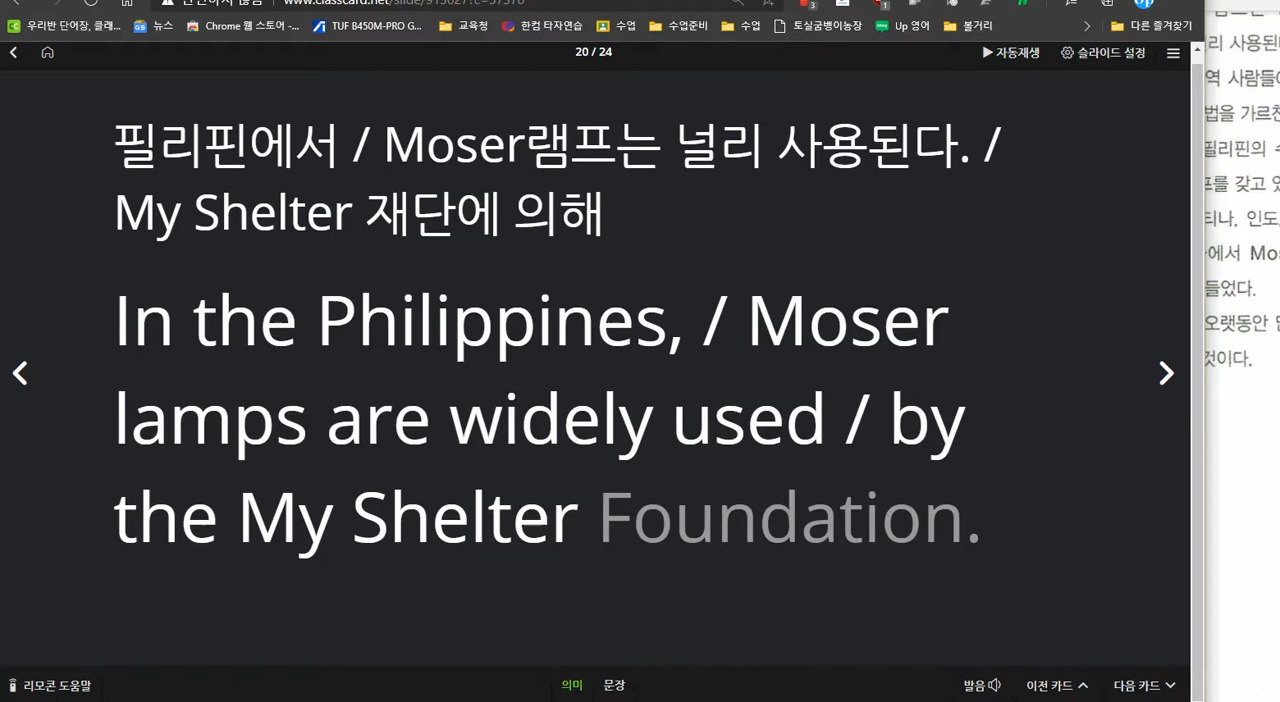 www.classcard.net/slide/
우리반 단어장, 클래... 뉴스 Chrome 웹 스토어 -... TUF B450M-PRO G... 교육청 한컴 타자연습 수업 수업준비 수업 토실굼벵이농장 Up 영어 볼거리 다른 즐겨찾기
20 / 24 자동재생 슬라이드 설정
필리핀에서 / Moser램프는 널리 사용된다. /
My Shelter 재단에 의해
In the Philippines, / Moser
lamps are widely used / by
the My Shelter Foundation.
리모콘 도움말 의미 문장 발음 이전 카드 다음 카드
리 사용된
역 사람들
법을 가르친
필리핀의
프를 갖고
티나, 인도
에서 Mos
들었다.
오랫동안
것이다.